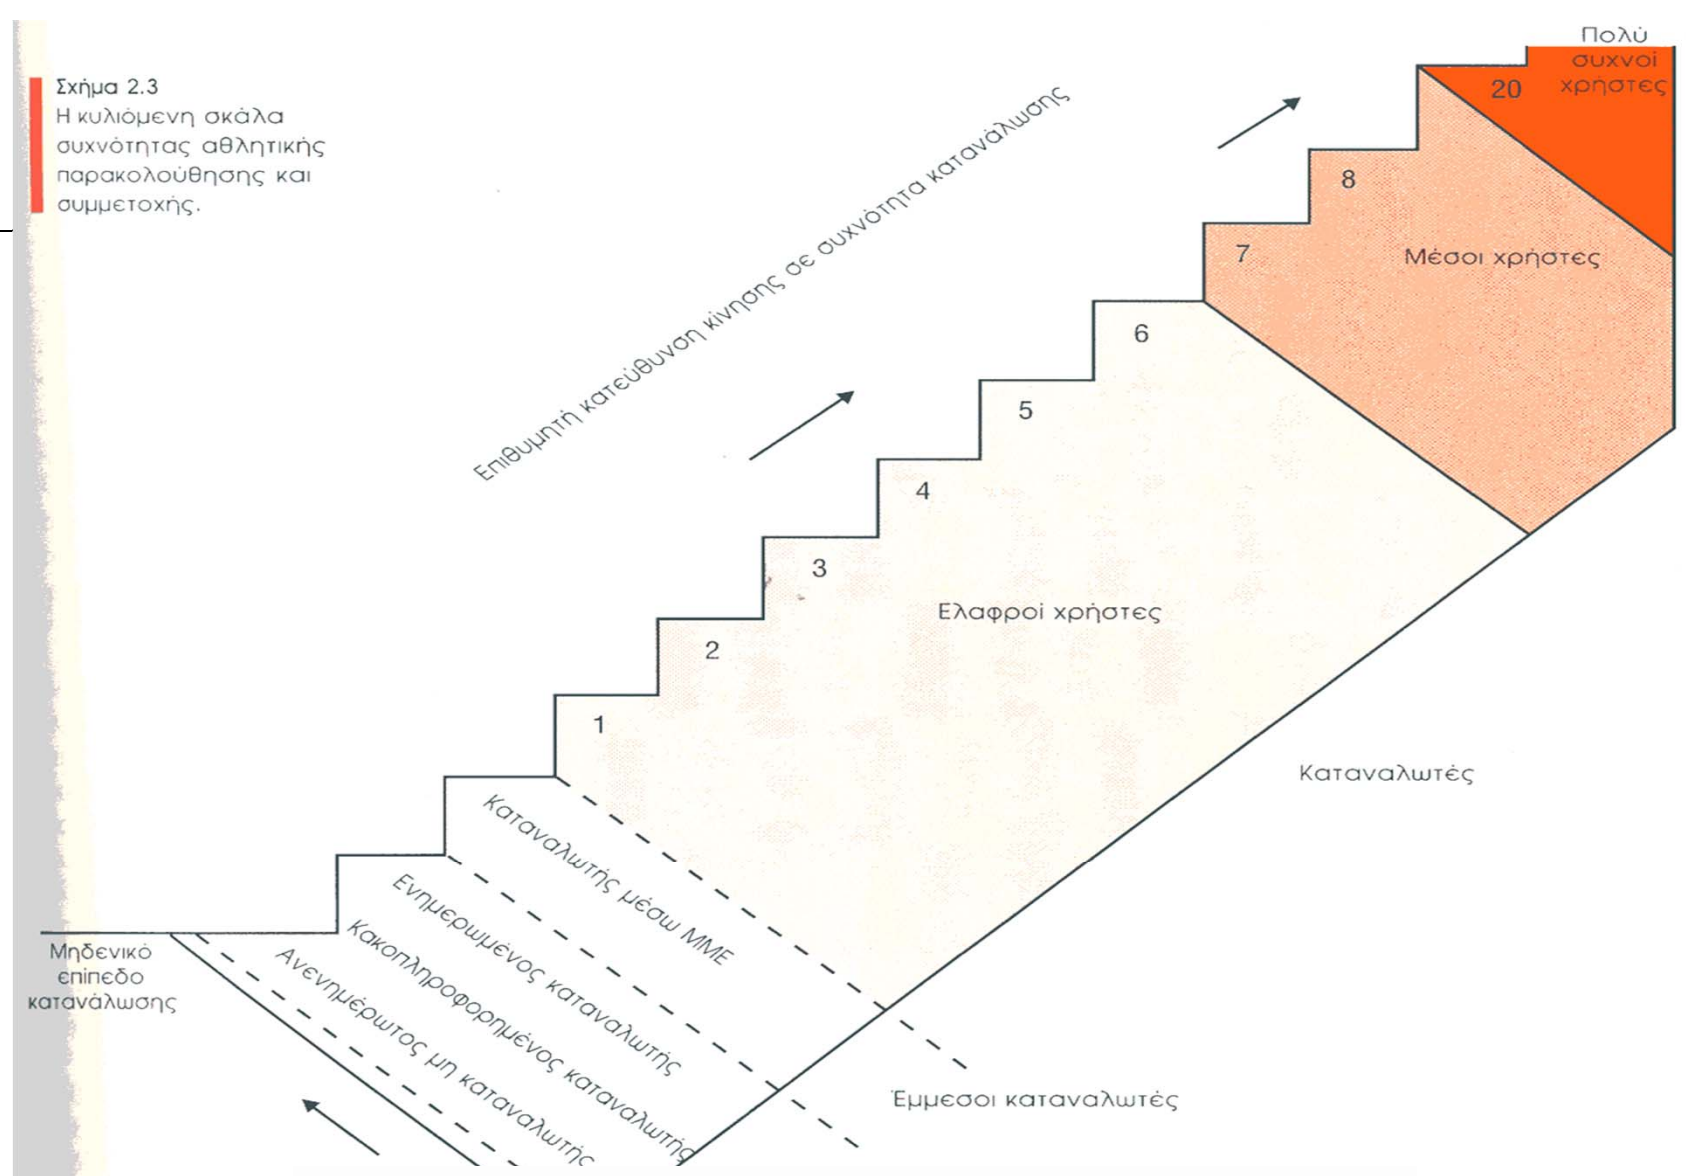 Σχήμα 2.3
Η κυλιόμενη σκάλα
συχνότητας αθλητικής
παρακολούθησης και
συμμετοχής.
Επιθυμητή κατεύθυνση κίνησης σε συχνότητα κατανάλωσης
Πολύ
συχνοί
χρήστες
20
8
7
Μέσοι χρήστες
6
5
4
3
Ελαφροί χρήστες
2
1
Καταναλωτές
Καταναλωτής μέσω ΜΜΕ
Ενημερωμένος καταναλωτής
Κακοπληροφορημένος καταναλωτής
Ανενημέρωτος μη καταναλωτής
Μηδενικό
επίπεδο
κατανάλωσης
Έμμεσοι καταναλωτές